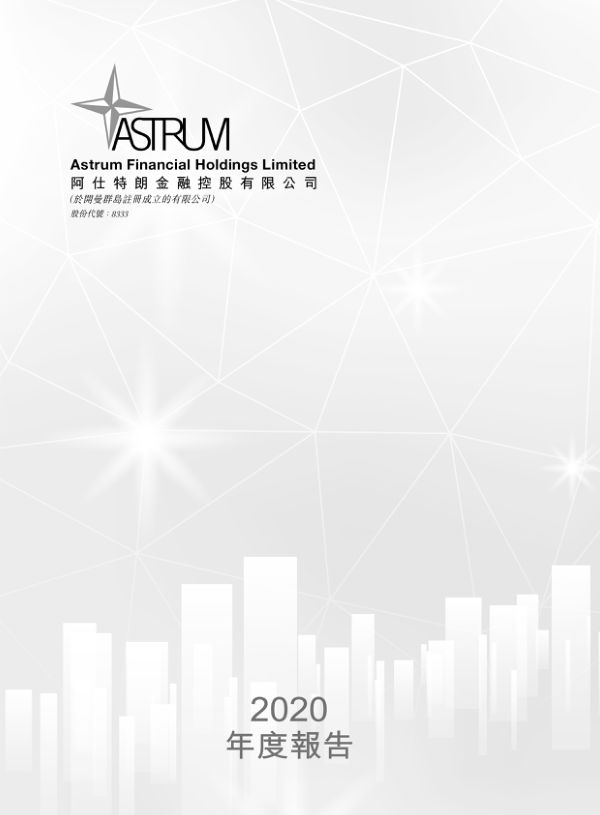 ASTRUM
Astrum Financial Holdings Limited
阿仕特朗金融控股有限公司
(於開曼群島註冊成立的有限公司)
股份代號：8333
2020
年度報告